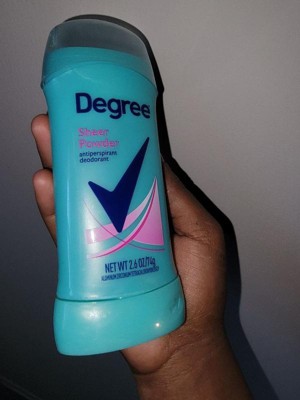 Degree
Sheer
Powder
antiperspirant
deodorant
NET WT 2.6 OZ/74g